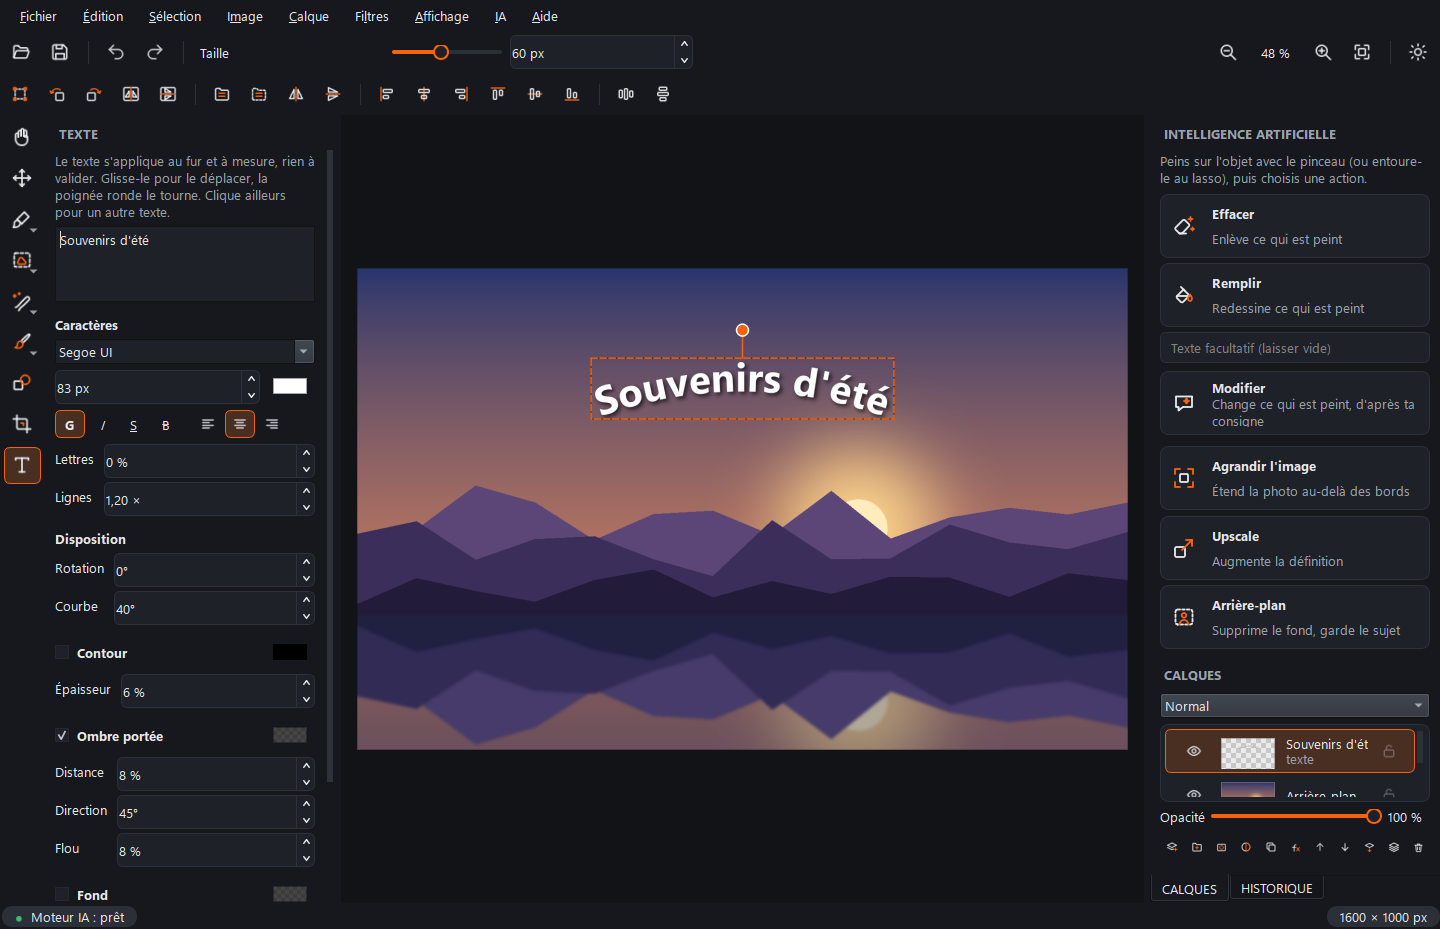 Fichier Édition Sélection Image Calque Filtres Affichage IA Aide
Taille 60 px 48 %
TEXTE
Le texte s'applique au fur et à mesure, rien à
valider. Glisse-le pour le déplacer, la
poignée ronde le tourne. Clique ailleurs
pour un autre texte.
Souvenirs d'été
Caractères
Segoe UI
83 px
G I S B
Lettres 0 %
Lignes 1,20 ×
Disposition
Rotation 0°
Courbe 40°
Contour
Épaisseur 6 %
Ombre portée
Distance 8 %
Direction 45°
Flou 8 %
Fond
Moteur IA : prêt
Souvenirs d'été
INTELLIGENCE ARTIFICIELLE
Peins sur l'objet avec le pinceau (ou entoure-
le au lasso), puis choisis une action.
Effacer
Enlève ce qui est peint
Remplir
Redessine ce qui est peint
Texte facultatif (laisser vide)
Modifier
Change ce qui est peint, d'après ta
consigne
Agrandir l'image
Étend la photo au-delà des bords
Upscale
Augmente la définition
Arrière-plan
Supprime le fond, garde le sujet
CALQUES
Normal
Souvenirs d'ét
texte
Arrière-plan
Opacité 100 %
CALQUES HISTORIQUE
1600 × 1000 px